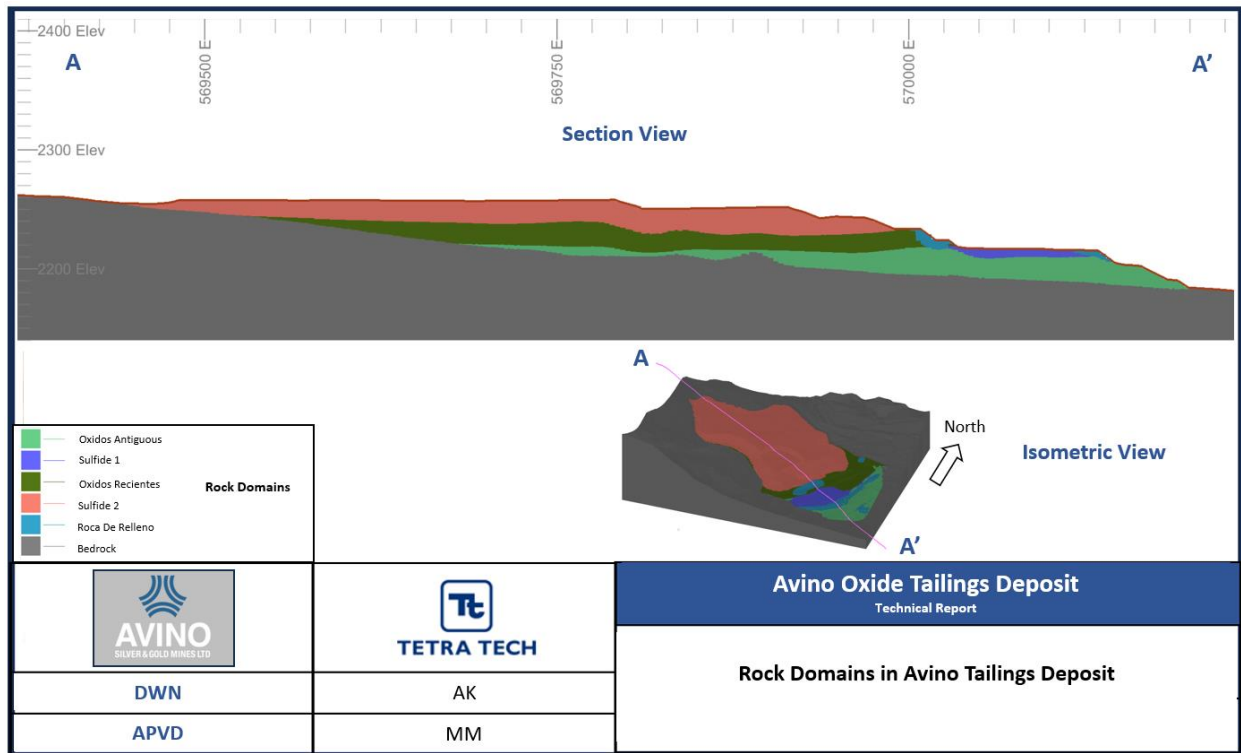 2400 Elev
A
569500 E
569750 E
570000 E
A'
Section View
2300 Elev
2200 Elev
A
North
Isometric View
A'
Oxidos Antiguous
Sulfide 1
Oxidos Recientes
Rock Domains
Sulfide 2
Roca De Relleno
Bedrock
AVINO
SILVER & GOLD MINES LTD
Tt
TETRA TECH
Avino Oxide Tailings Deposit
Technical Report
Rock Domains in Avino Tailings Deposit
DWN
AK
APVD
MM